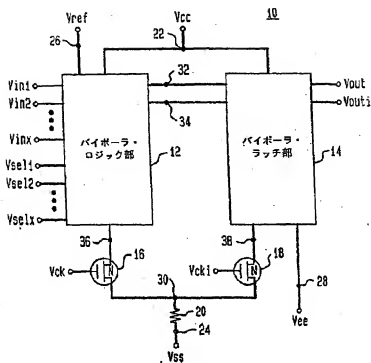 10
Vref
Vcc
26
22
32
Vin1
Vin2
Vinx
Vsel1
Vsel2
Vselx
バイポーラ・
ロジック部
12
34
バイポーラ・
ラッチ部
14
Vout
Vouti
36
38
Vck
N
16
Vcki
N
18
28
30
20
24
Vss
Vee